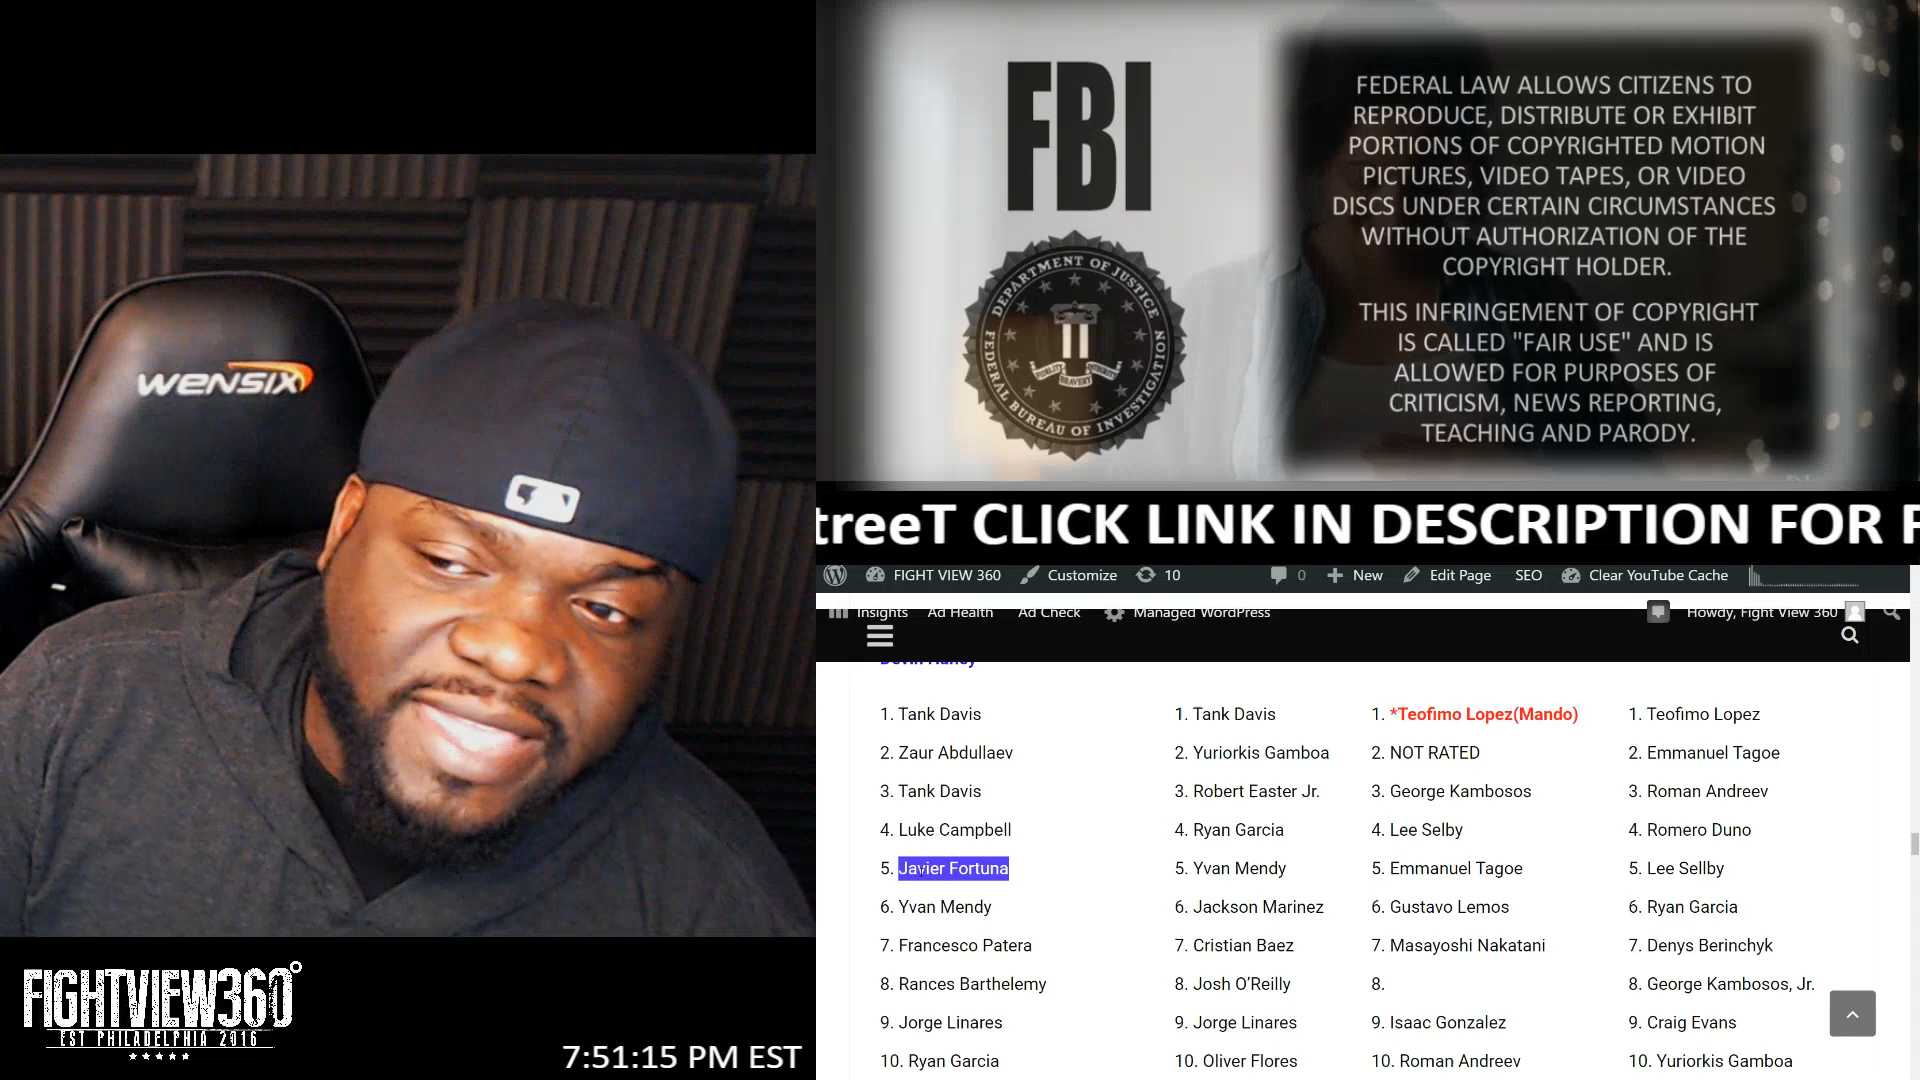 WENSIX
FIGHTVIEW360°
EST PHILADELPHIA 2016
7:51:15 PM EST
FBI
DEPARTMENT OF JUSTICE
FEDERAL BUREAU OF INVESTIGATION
FIDELITY BRAVERY INTEGRITY
FEDERAL LAW ALLOWS CITIZENS TO
REPRODUCE, DISTRIBUTE OR EXHIBIT
PORTIONS OF COPYRIGHTED MOTION
PICTURES, VIDEO TAPES, OR VIDEO
DISCS UNDER CERTAIN CIRCUMSTANCES
WITHOUT AUTHORIZATION OF THE
COPYRIGHT HOLDER.
THIS INFRINGEMENT OF COPYRIGHT
IS CALLED "FAIR USE" AND IS
ALLOWED FOR PURPOSES OF
CRITICISM, NEWS REPORTING,
TEACHING AND PARODY.
treeT CLICK LINK IN DESCRIPTION FOR F
FIGHT VIEW 360 Customize 10 0 New Edit Page SEO Clear YouTube Cache
Insights Ad Health Ad Check Managed WordPress Howdy, Fight View 360
Devin Haney
1. Tank Davis 1. Tank Davis 1. *Teofimo Lopez(Mando) 1. Teofimo Lopez
2. Zaur Abdullaev 2. Yuriorkis Gamboa 2. NOT RATED 2. Emmanuel Tagoe
3. Tank Davis 3. Robert Easter Jr. 3. George Kambosos 3. Roman Andreev
4. Luke Campbell 4. Ryan Garcia 4. Lee Selby 4. Romero Duno
5. Javier Fortuna 5. Yvan Mendy 5. Emmanuel Tagoe 5. Lee Sellby
6. Yvan Mendy 6. Jackson Marinez 6. Gustavo Lemos 6. Ryan Garcia
7. Francesco Patera 7. Cristian Baez 7. Masayoshi Nakatani 7. Denys Berinchyk
8. Rances Barthelemy 8. Josh O’Reilly 8. 8. George Kambosos, Jr.
9. Jorge Linares 9. Jorge Linares 9. Isaac Gonzalez 9. Craig Evans
10. Ryan Garcia 10. Oliver Flores 10. Roman Andreev 10. Yuriorkis Gamboa